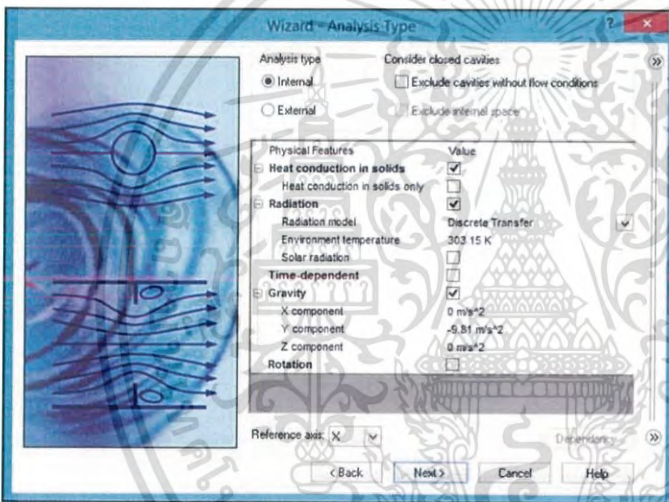 Wizard - Analysis Type
Analysis type
Consider closed cavities
Internal
Exclude cavities without flow conditions
External
Exclude internal space
Physical Features Value
Heat conduction in solids
Heat conduction in solids only
Radiation
Radiation model Discrete Transfer
Environment temperature 303.15 K
Solar radiation
Time-dependent
Gravity
X component 0 m/s^2
Y component -9.81 m/s^2
Z component 0 m/s^2
Rotation
Reference axis: X
Dependency
< Back Next > Cancel Help